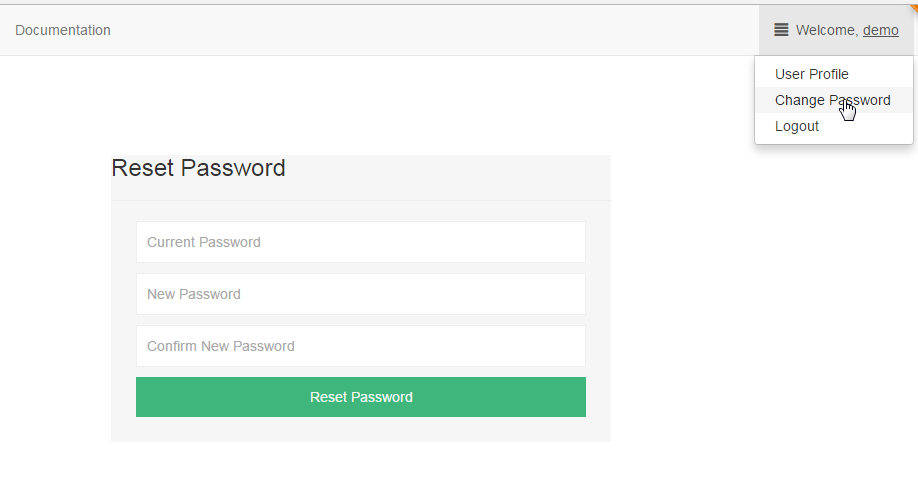 Documentation
Welcome, demo
User Profile
Change Password
Logout
Reset Password
Current Password
New Password
Confirm New Password
Reset Password